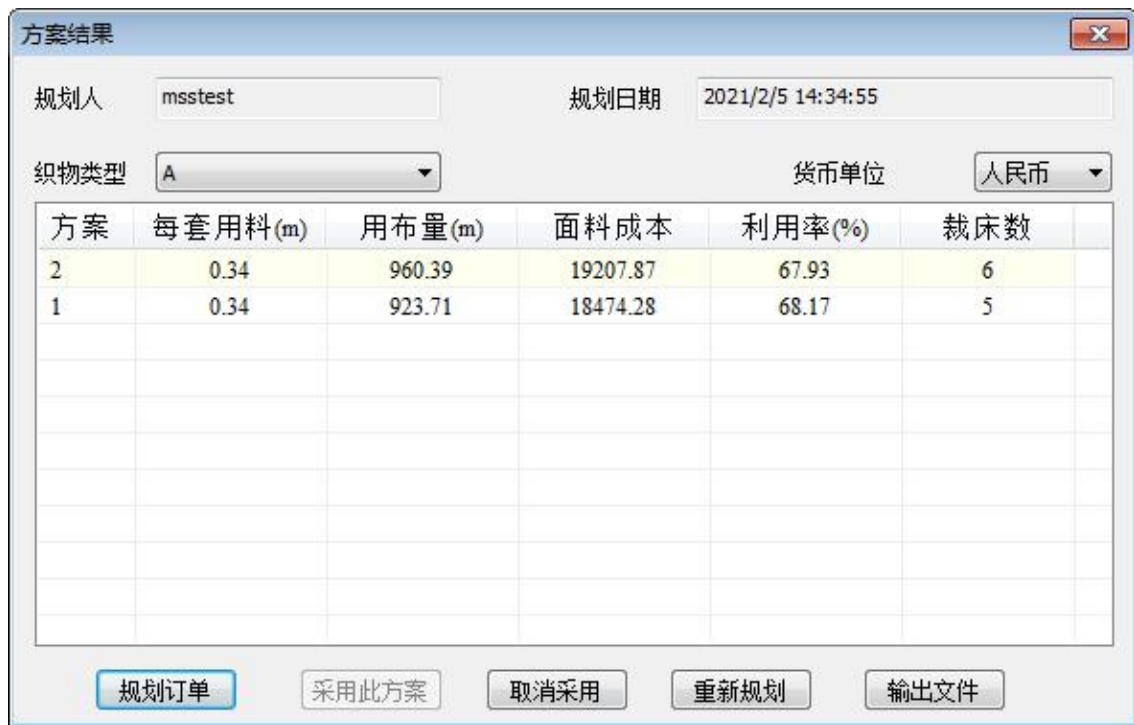 方案结果
规划人 msstest 规划日期 2021/2/5 14:34:55
织物类型 A 货币单位 人民币
方案 每套用料(m) 用布量(m) 面料成本 利用率(%) 裁床数
2 0.34 960.39 19207.87 67.93 6
1 0.34 923.71 18474.28 68.17 5
规划订单 采用此方案 取消采用 重新规划 输出文件